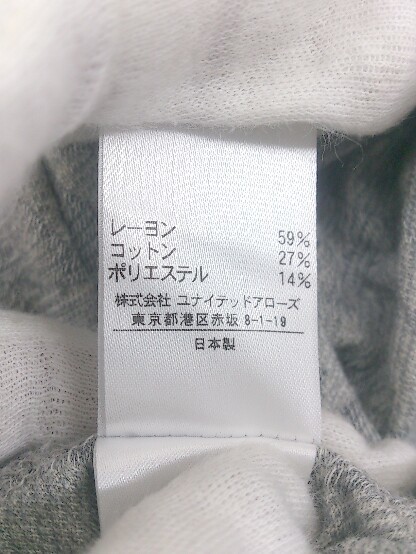 レーヨン 59%
コットン 27%
ポリエステル 14%
株式会社 ユナイテッドアローズ
東京都港区赤坂 8-1-19
日本製